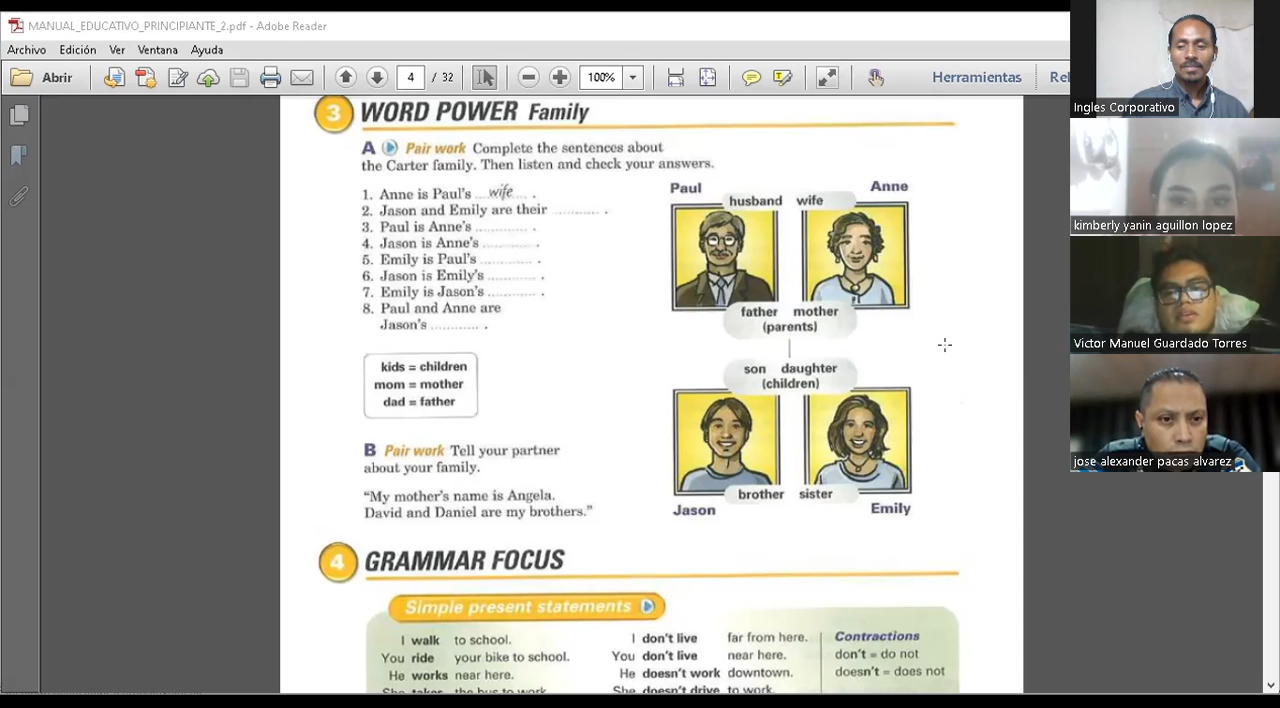 MANUAL_EDUCATIVO_PRINCIPIANTE_2.pdf - Adobe Reader
Archivo Edición Ver Ventana Ayuda
Abrir 4 / 32 100% Herramientas
3 WORD POWER Family
A Pair work Complete the sentences about
the Carter family. Then listen and check your answers.
1. Anne is Paul's wife .
2. Jason and Emily are their ............ .
3. Paul is Anne's ............ .
4. Jason is Anne's ............ .
5. Emily is Paul's ............ .
6. Jason is Emily's ............ .
7. Emily is Jason's ............ .
8. Paul and Anne are
Jason's ............ .
kids = children
mom = mother
dad = father
B Pair work Tell your partner
about your family.
"My mother's name is Angela.
David and Daniel are my brothers."
Paul Anne
husband wife
father mother
(parents)
son daughter
(children)
brother sister
Jason Emily
4 GRAMMAR FOCUS
Simple present statements
I walk to school.
You ride your bike to school.
He works near here.
She takes the bus to work.
I don't live far from here.
You don't live near here.
He doesn't work downtown.
She doesn't drive to work.
Contractions
don't = do not
doesn't = does not
Ingles Corporativo
kimberly yanin aguillon lopez
Victor Manuel Guardado Torres
jose alexander pacas alvarez